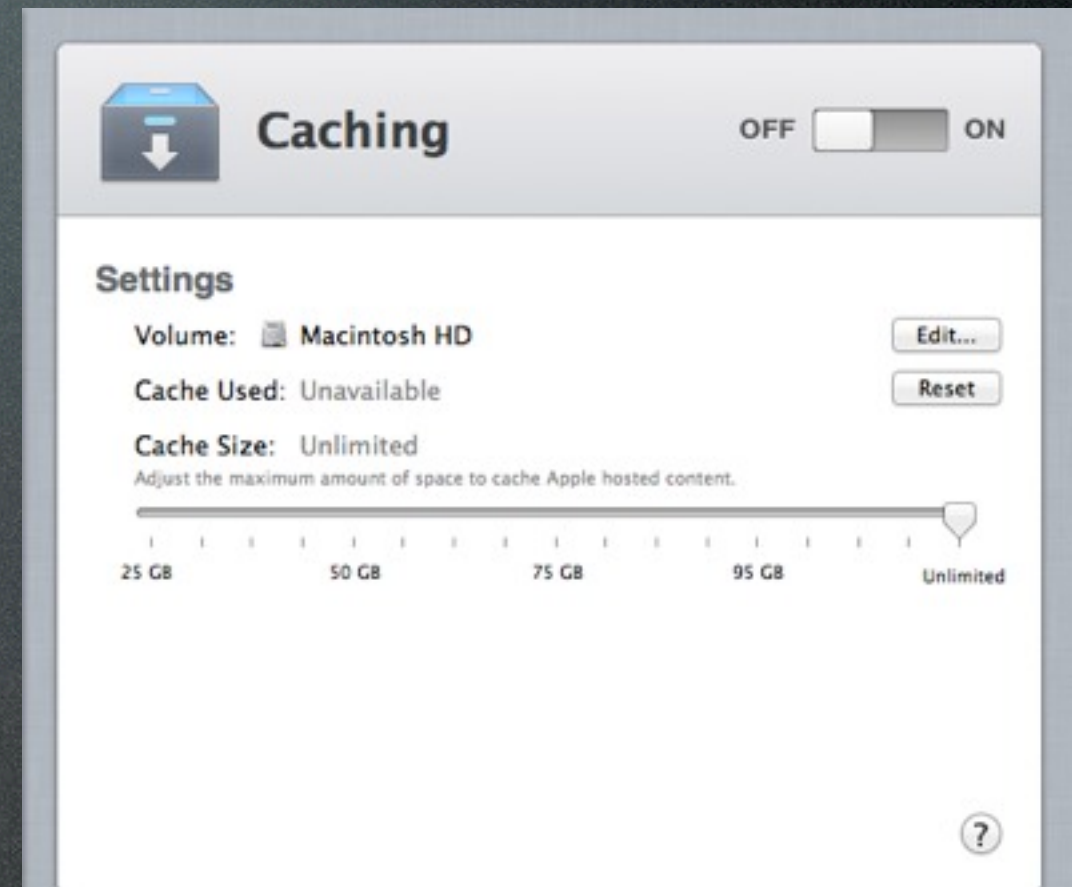 Caching
OFF ON
Settings
Volume: Macintosh HD Edit...
Cache Used: Unavailable Reset
Cache Size: Unlimited
Adjust the maximum amount of space to cache Apple hosted content.
25 GB 50 GB 75 GB 95 GB Unlimited
?